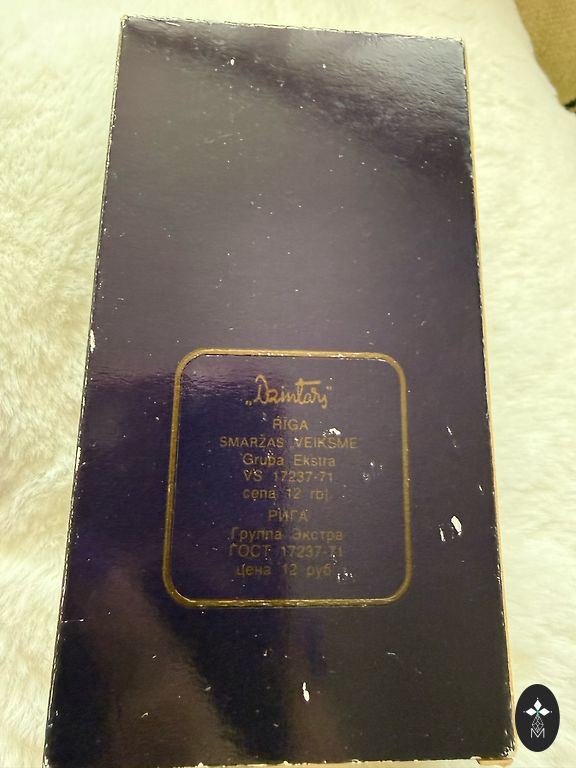 „Dzintars”
RĪGA
SMARŽAS „VEIKSME”
Grupa Ekstra
VS 17237-71
cena 12 rbļ.
РИГА
Группа Экстра
ГОСТ 17237-71
цена 12 руб.
M